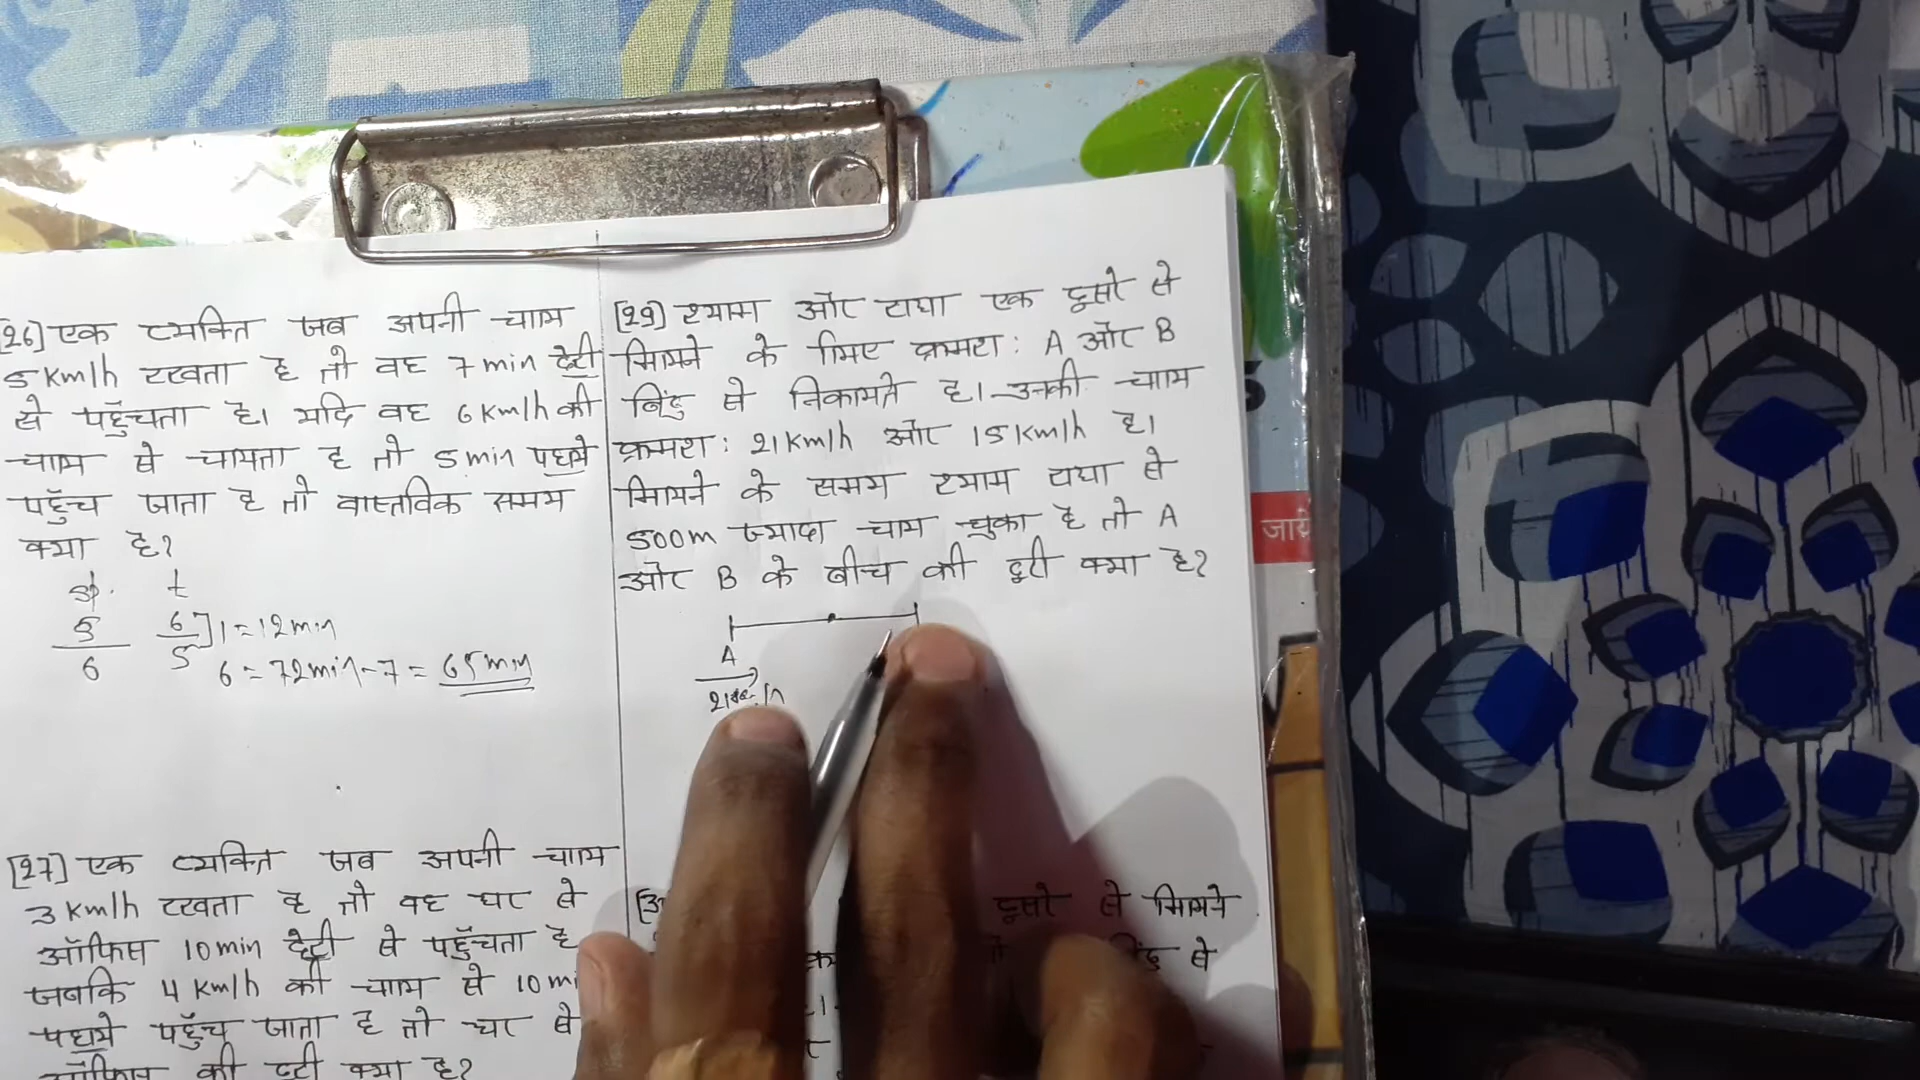 [26] एक व्यक्ति जब अपनी चाल
5 Km/h रखता है तो वह 7 min देरी
से पहुँचता है। यदि वह 6 Km/h की
चाल से चलता है तो 5 min पहले
पहुँच जाता है तो वास्तविक समय
क्या है?
sp. t
5 6] 1 = 12 min
6 5 6 = 72 min - 7 = 65 min
[27] एक व्यक्ति जब अपनी चाल
3 Km/h रखता है तो वह घर से
ऑफिस 10 min देरी से पहुँचता है
जबकि 4 Km/h की चाल से 10 mi
पहले पहुँच जाता है तो घर से
ऑफिस की दूरी क्या है?
[29] श्याम और राधा एक दूसरे से
मिलने के लिए क्रमश: A और B
बिंदु से निकलते है। उनकी चाल
क्रमश: 21 Km/h और 15 Km/h है।
मिलने के समय श्याम राधा से
500m ज्यादा चल चुका है तो A
और B के बीच की दूरी क्या है?
A
दूसरे से मिलने
से
जाये